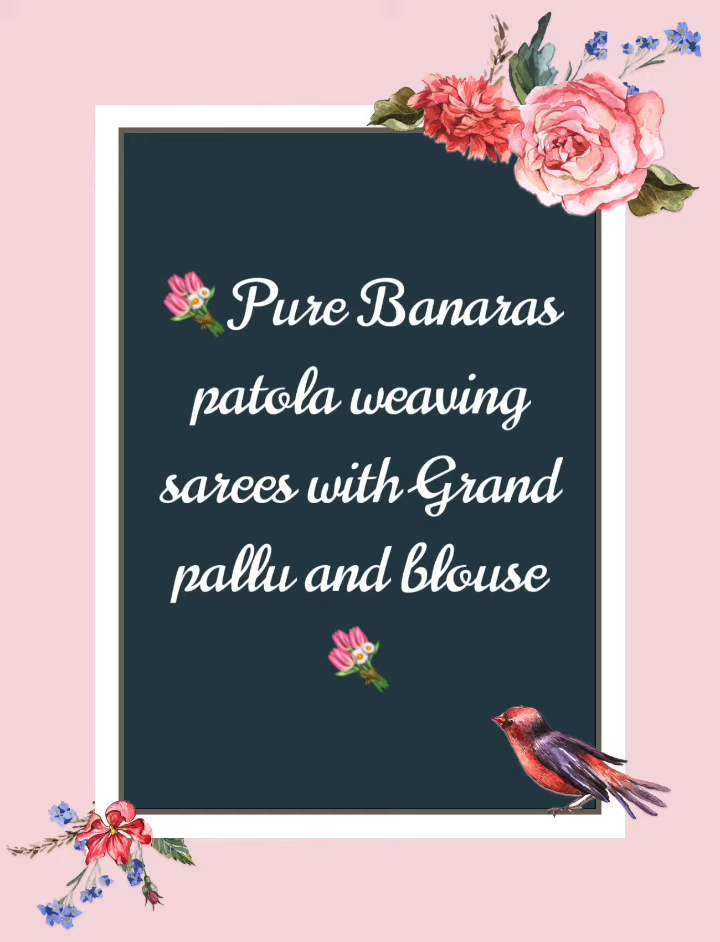 💐Pure Banaras
patola weaving
sarees with Grand
pallu and blouse
💐